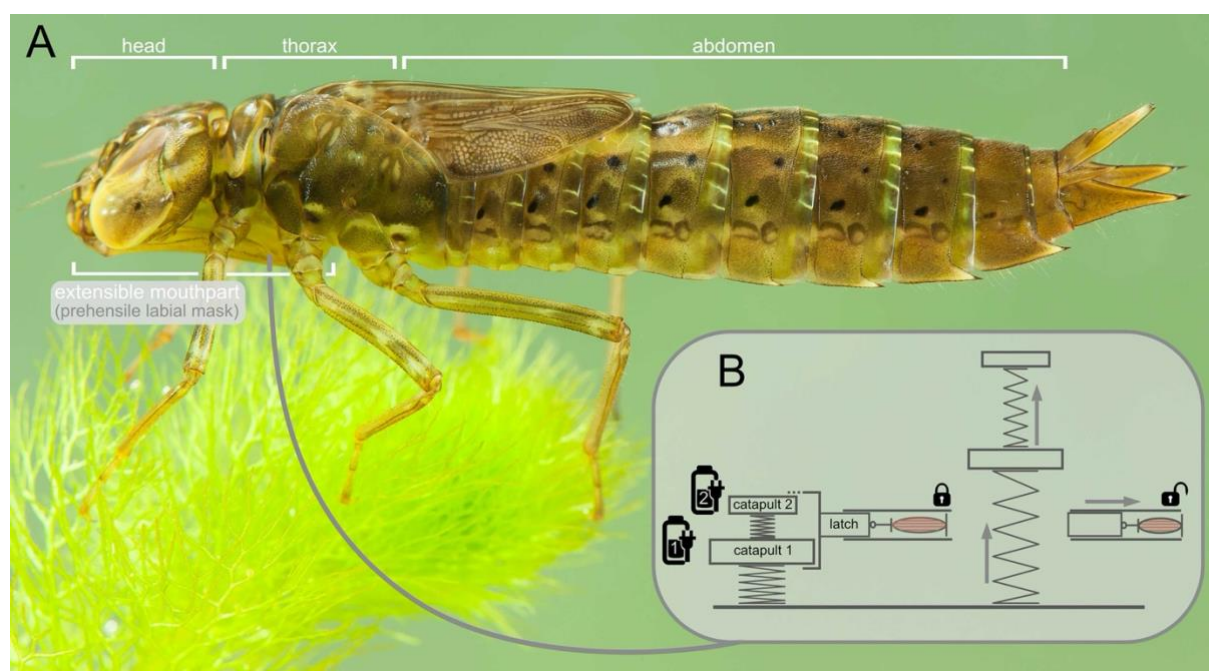 A
head
thorax
abdomen
extensible mouthpart
(prehensile labial mask)
B
2
catapult 2
1
catapult 1
latch